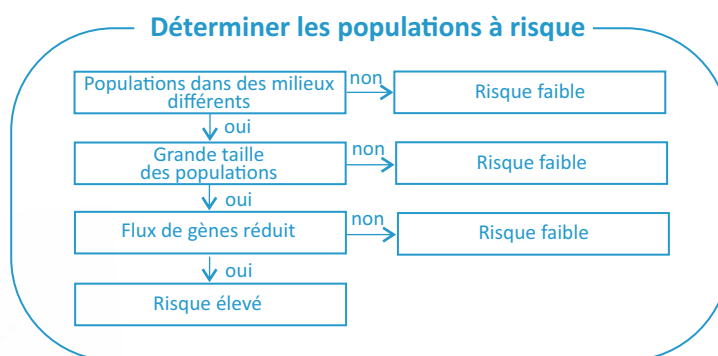 Déterminer les populations à risque
Populations dans des milieux
différents
non
Risque faible
oui
Grande taille
des populations
non
Risque faible
oui
Flux de gènes réduit
non
Risque faible
oui
Risque élevé